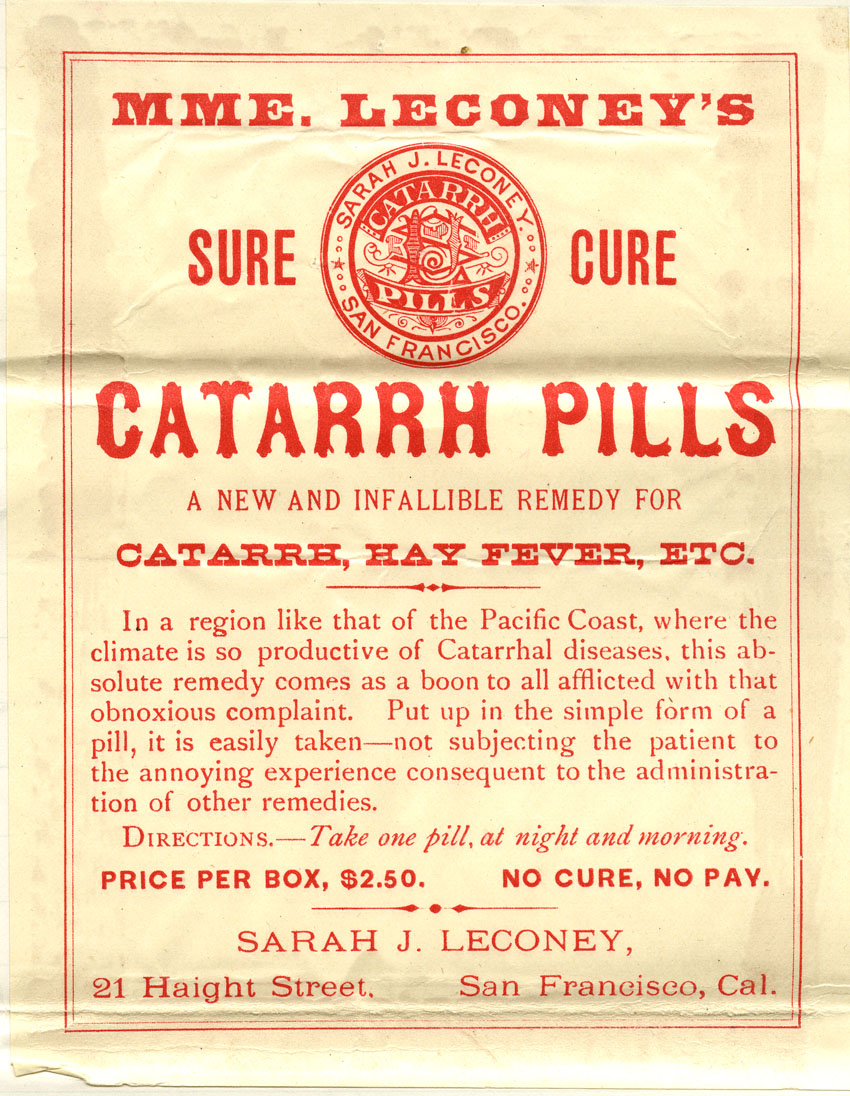 MME. LECONEY'S
SARAH J. LECONEY.
CATARRH
PILLS
SAN FRANCISCO.
SURE CURE
CATARRH PILLS
A NEW AND INFALLIBLE REMEDY FOR
CATARRH, HAY FEVER, ETC.
In a region like that of the Pacific Coast, where the
climate is so productive of Catarrhal diseases, this ab-
solute remedy comes as a boon to all afflicted with that
obnoxious complaint. Put up in the simple form of a
pill, it is easily taken—not subjecting the patient to
the annoying experience consequent to the administra-
tion of other remedies.
DIRECTIONS.—Take one pill, at night and morning.
PRICE PER BOX, $2.50. NO CURE, NO PAY.
SARAH J. LECONEY,
21 Haight Street, San Francisco, Cal.